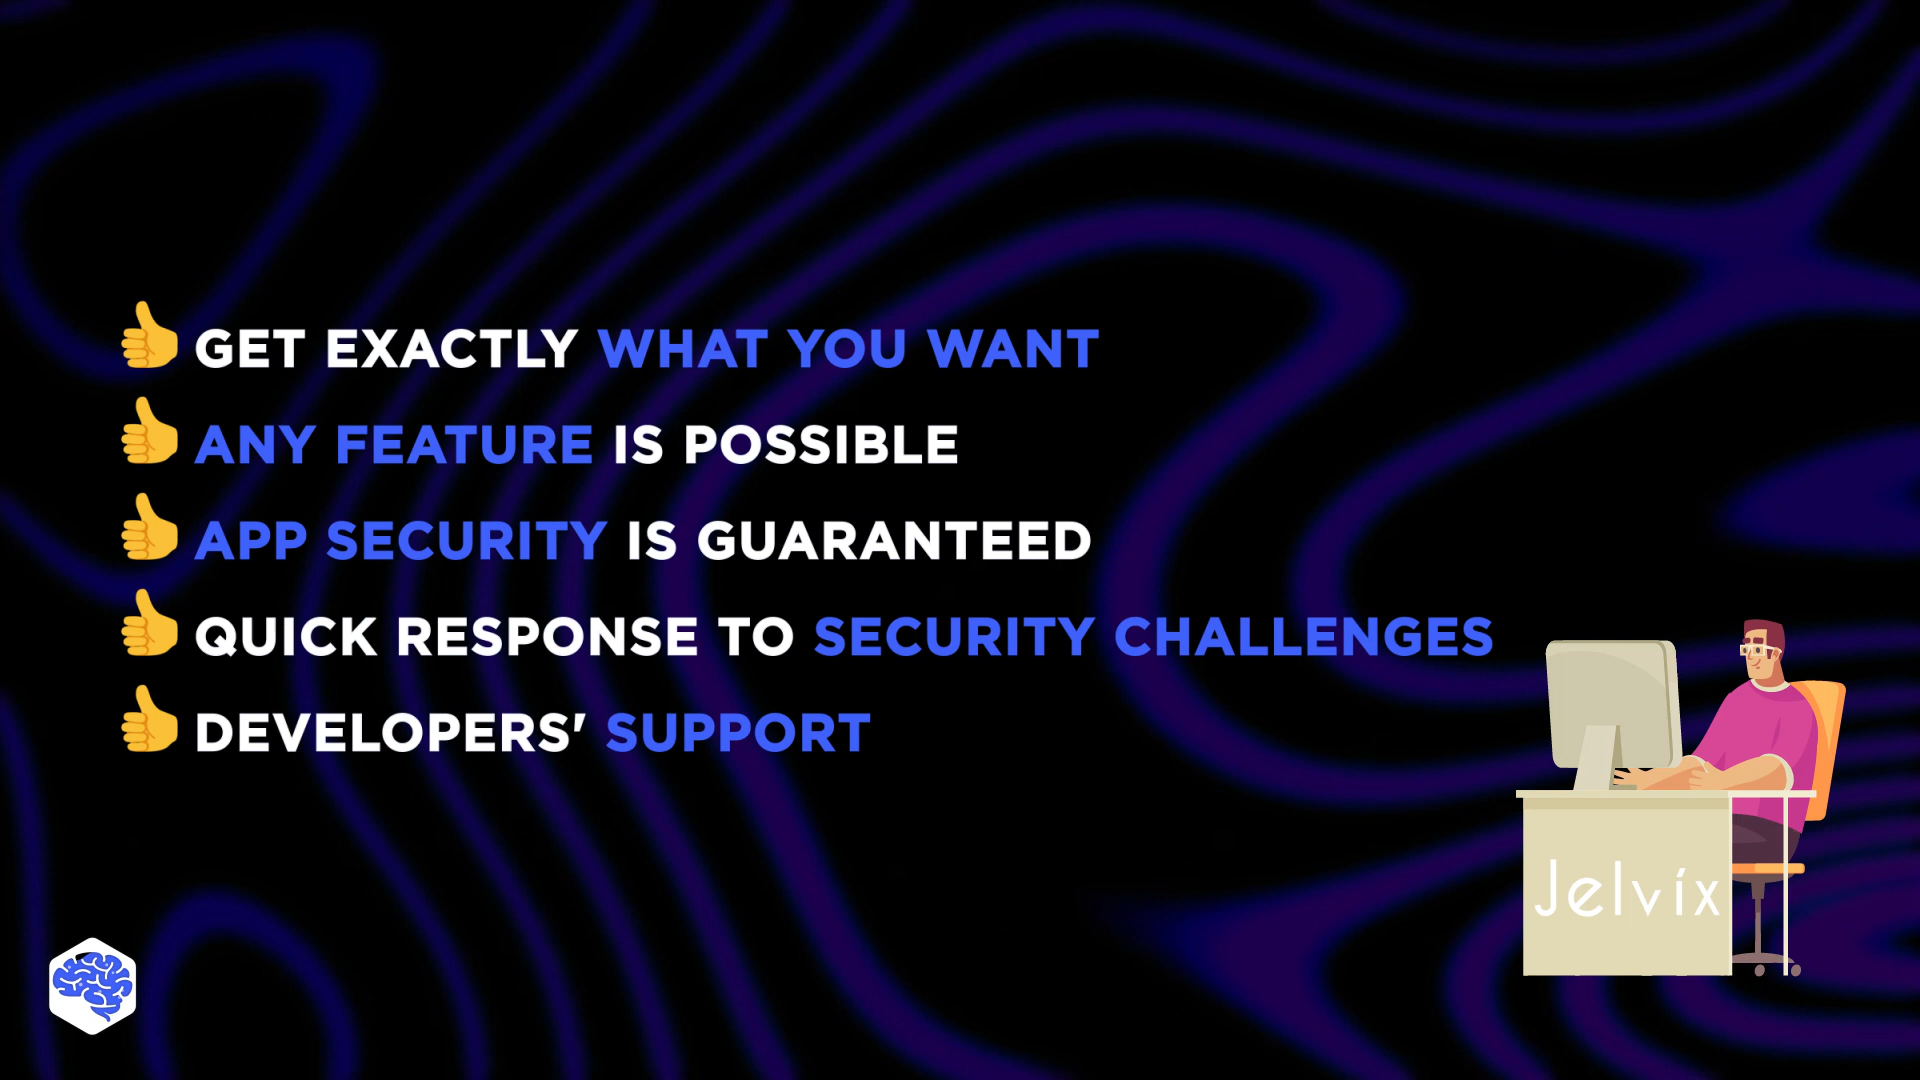 👍 GET EXACTLY WHAT YOU WANT
👍 ANY FEATURE IS POSSIBLE
👍 APP SECURITY IS GUARANTEED
👍 QUICK RESPONSE TO SECURITY CHALLENGES
👍 DEVELOPERS' SUPPORT
Jelvíx